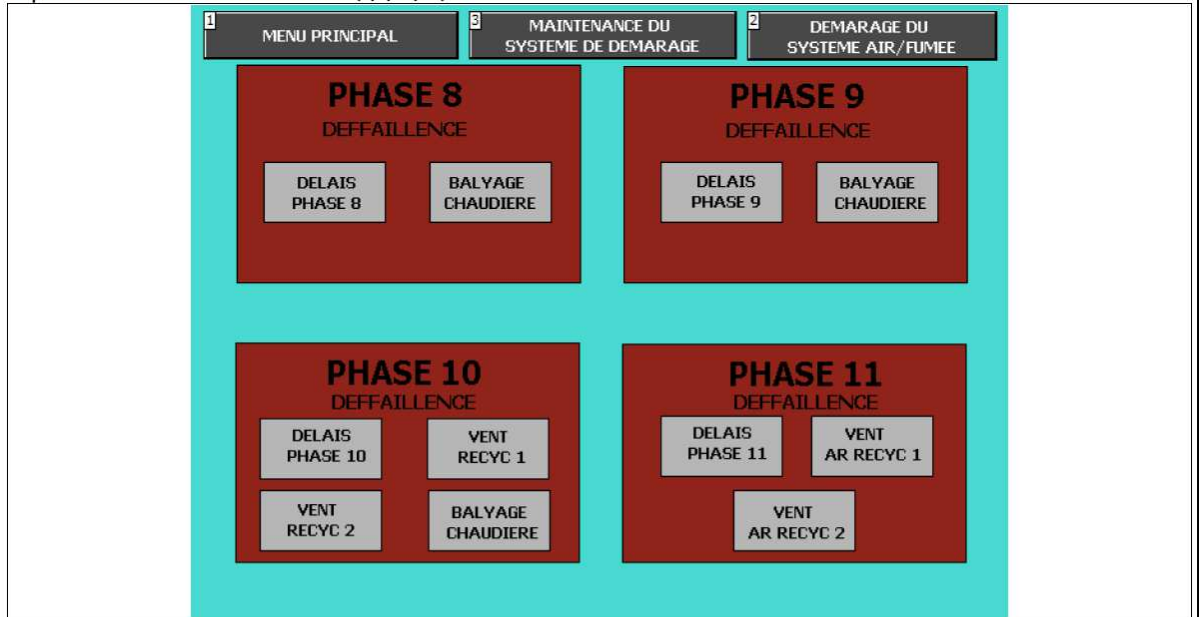 1
MENU PRINCIPAL
3
MAINTENANCE DU
SYSTEME DE DEMARAGE
2
DEMARAGE DU
SYSTEME AIR/FUMEE
PHASE 8
DEFFAILLENCE
DELAIS
PHASE 8
BALYAGE
CHAUDIERE
PHASE 9
DEFFAILLENCE
DELAIS
PHASE 9
BALYAGE
CHAUDIERE
PHASE 10
DEFFAILLENCE
DELAIS
PHASE 10
VENT
RECYC 1
VENT
RECYC 2
BALYAGE
CHAUDIERE
PHASE 11
DEFFAILLENCE
DELAIS
PHASE 11
VENT
AR RECYC 1
VENT
AR RECYC 2